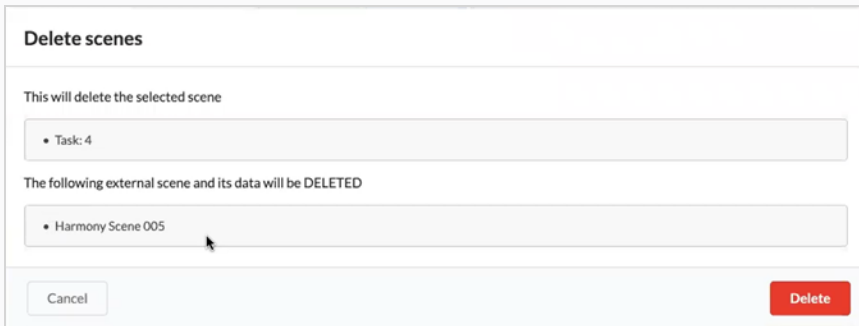 Delete scenes
This will delete the selected scene
• Task: 4
The following external scene and its data will be DELETED
• Harmony Scene 005
Cancel
Delete